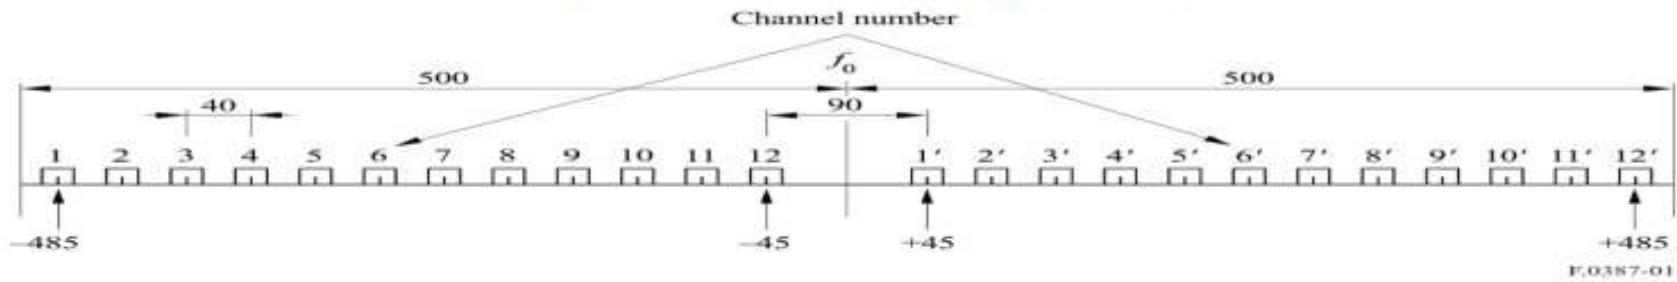 Channel number
f0
500 500
40 90
1 2 3 4 5 6 7 8 9 10 11 12 1′ 2′ 3′ 4′ 5′ 6′ 7′ 8′ 9′ 10′ 11′ 12′
–485 –45 +45 +485
F.0387-01